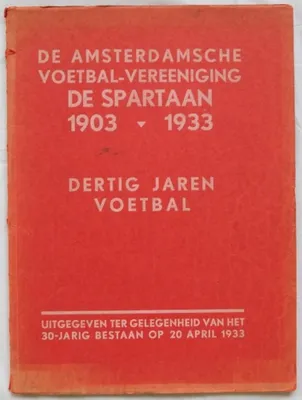 DE AMSTERDAMSCHE
VOETBAL-VEREENIGING
DE SPARTAAN
1903 ▾ 1933
DERTIG JAREN
VOETBAL
UITGEGEVEN TER GELEGENHEID VAN HET
30-JARIG BESTAAN OP 20 APRIL 1933